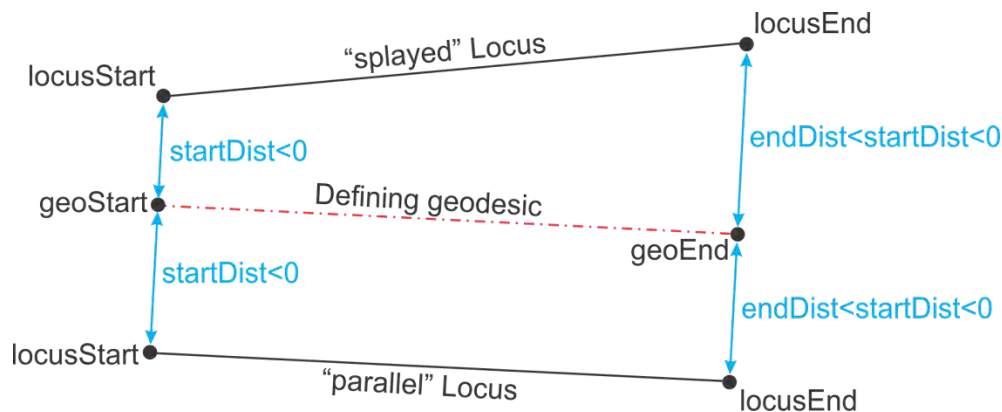 locusEnd
“splayed” Locus
locusStart
startDist<0
endDist<startDist<0
Defining geodesic
geoStart
geoEnd
startDist<0
endDist<startDist<0
locusStart
“parallel” Locus
locusEnd